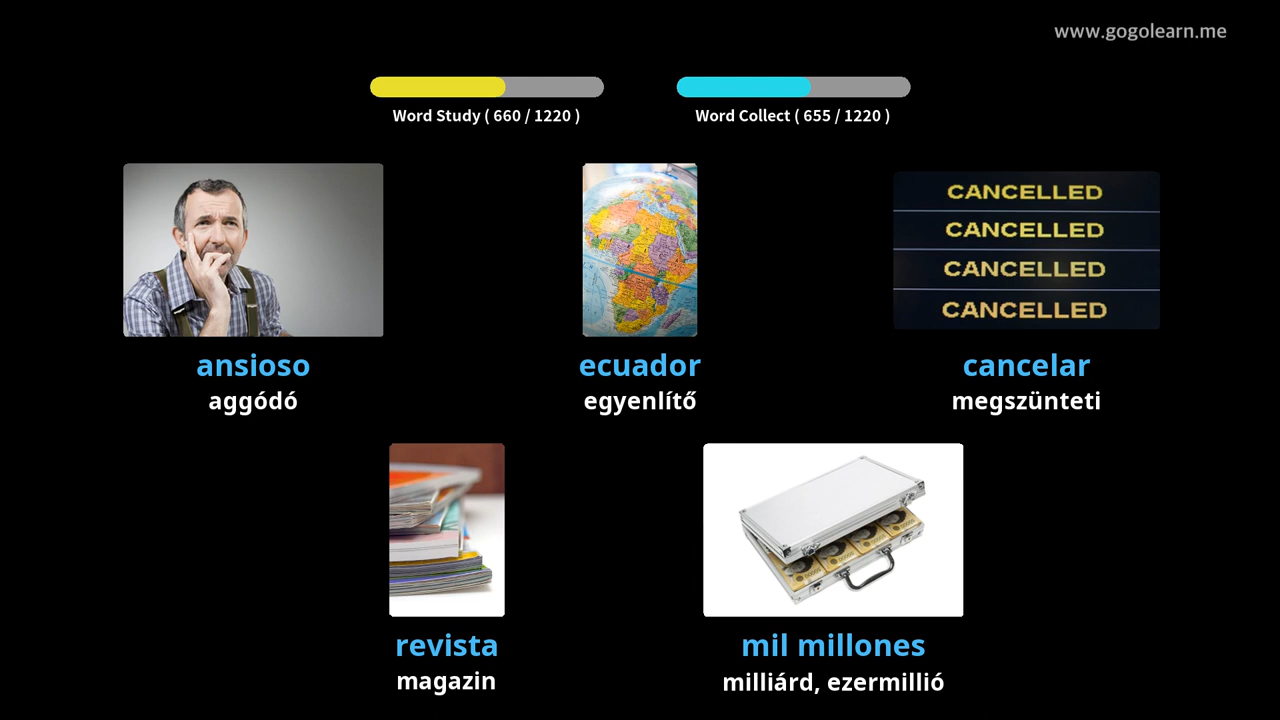 www.gogolearn.me
Word Study ( 660 / 1220 )
Word Collect ( 655 / 1220 )
CANCELLED
CANCELLED
CANCELLED
CANCELLED
ansioso
aggódó
ecuador
egyenlítő
cancelar
megszünteti
revista
magazin
mil millones
milliárd, ezermillió